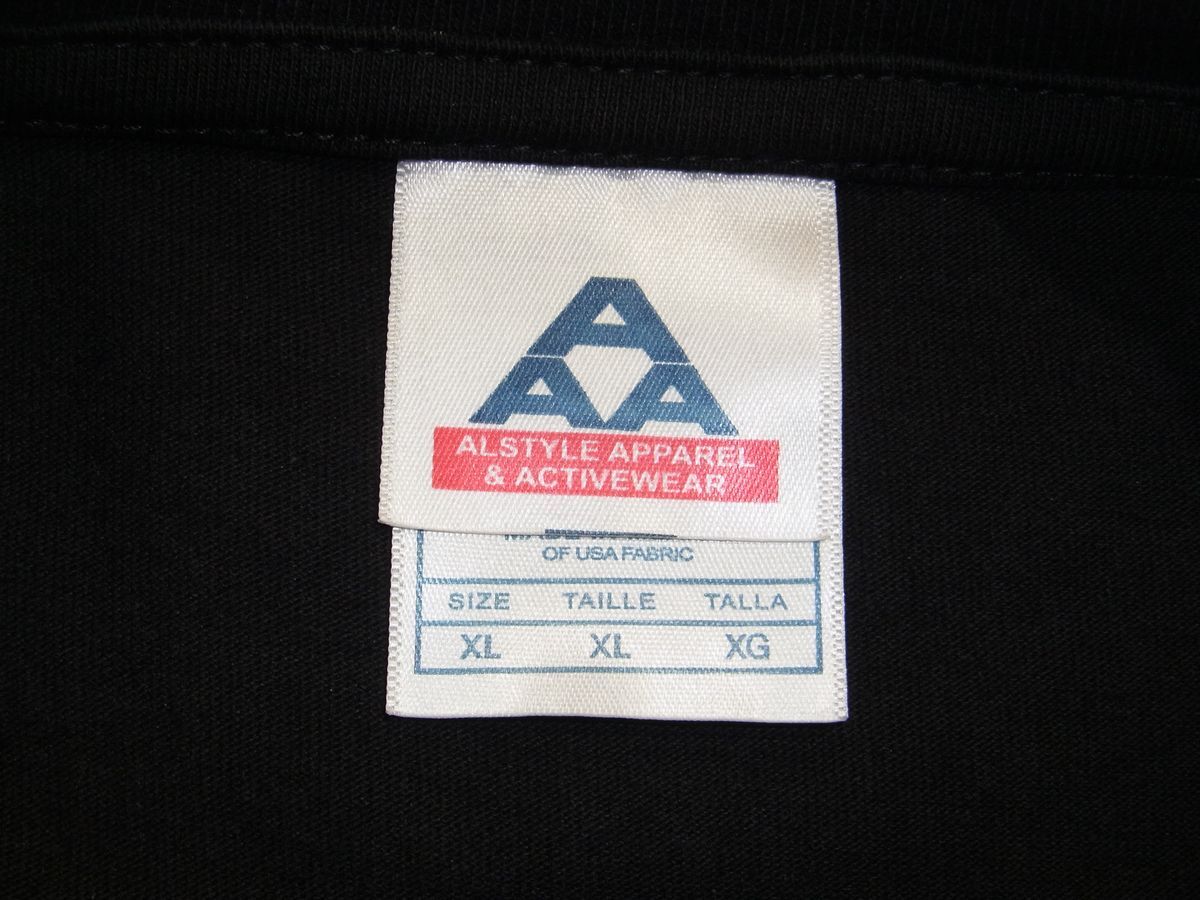 AAA
ALSTYLE APPAREL
& ACTIVEWEAR
OF USA FABRIC
SIZE TAILLE TALLA
XL XL XG